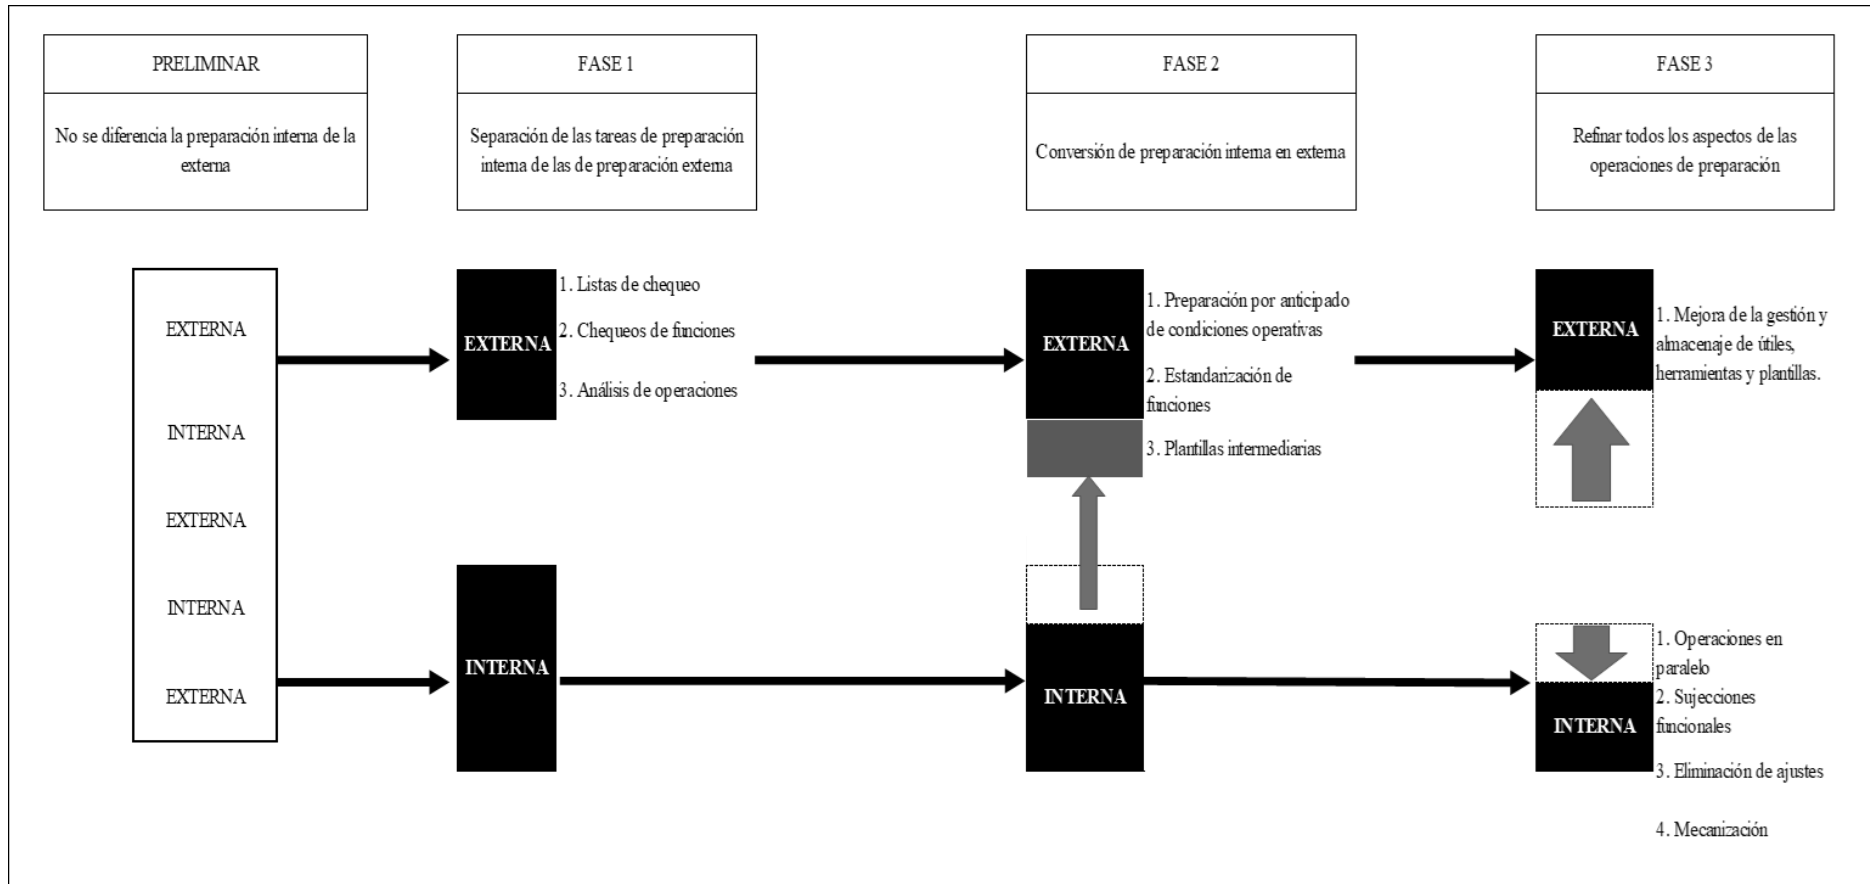 PRELIMINAR
No se diferencia la preparación interna de la
externa
FASE 1
Separación de las tareas de preparación
interna de las de preparación externa
FASE 2
Conversión de preparación interna en externa
FASE 3
Refinar todos los aspectos de las
operaciones de preparación
EXTERNA
INTERNA
EXTERNA
INTERNA
EXTERNA
EXTERNA
1. Listas de chequeo
2. Chequeos de funciones
3. Análisis de operaciones
INTERNA
EXTERNA
1. Preparación por anticipado
de condiciones operativas
2. Estandarización de
funciones
3. Plantillas intermediarias
INTERNA
EXTERNA
1. Mejora de la gestión y
almacenaje de útiles,
herramientas y plantillas.
INTERNA
1. Operaciones en
paralelo
2. Sujecciones
funcionales
3. Eliminación de ajustes
4. Mecanización